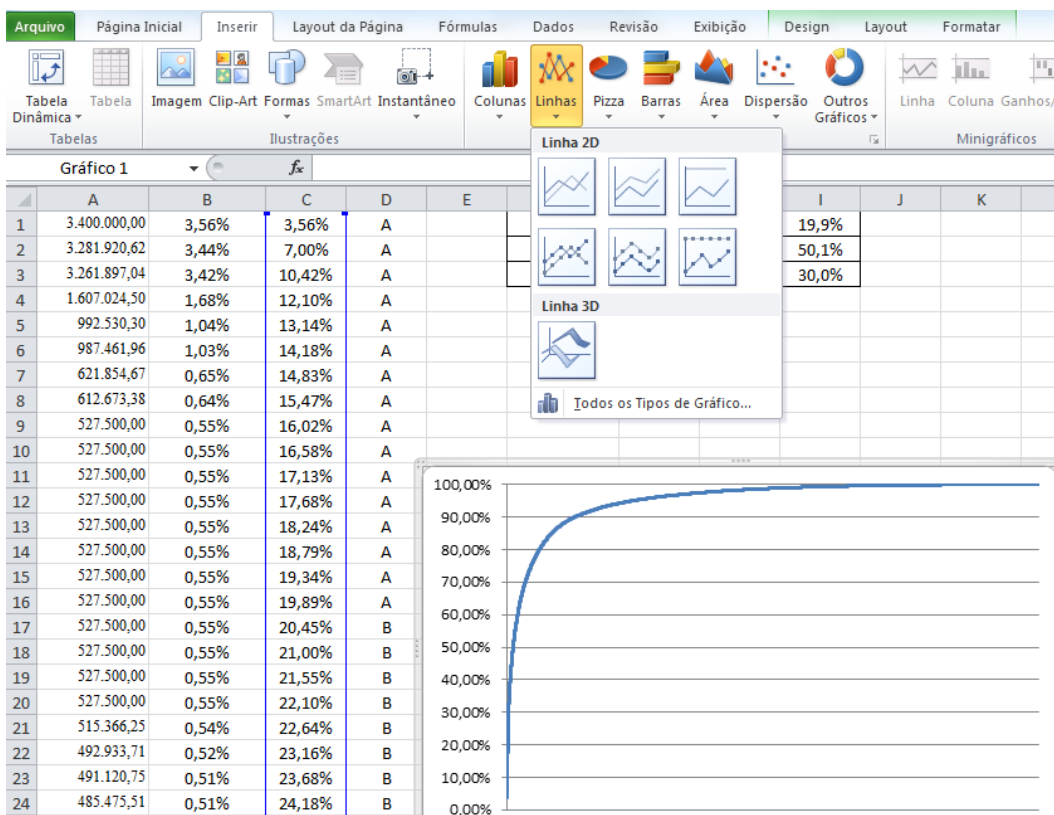 Arquivo Página Inicial Inserir Layout da Página Fórmulas Dados Revisão Exibição Design Layout Formatar
Tabela Dinâmica
Tabela
Imagem
Clip-Art
Formas
SmartArt
Instantâneo
Colunas
Linhas
Pizza
Barras
Área
Dispersão
Outros Gráficos
Linha
Coluna
Ganhos/
Tabelas
Ilustrações
Minigráficos
Linha 2D
Linha 3D
Todos os Tipos de Gráfico...
Gráfico 1 fx
A B C D E I J K
1 3.400.000,00 3,56% 3,56% A 19,9%
2 3.281.920,62 3,44% 7,00% A 50,1%
3 3.261.897,04 3,42% 10,42% A 30,0%
4 1.607.024,50 1,68% 12,10% A
5 992.530,30 1,04% 13,14% A
6 987.461,96 1,03% 14,18% A
7 621.854,67 0,65% 14,83% A
8 612.673,38 0,64% 15,47% A
9 527.500,00 0,55% 16,02% A
10 527.500,00 0,55% 16,58% A
11 527.500,00 0,55% 17,13% A
12 527.500,00 0,55% 17,68% A
13 527.500,00 0,55% 18,24% A
14 527.500,00 0,55% 18,79% A
15 527.500,00 0,55% 19,34% A
16 527.500,00 0,55% 19,89% A
17 527.500,00 0,55% 20,45% B
18 527.500,00 0,55% 21,00% B
19 527.500,00 0,55% 21,55% B
20 527.500,00 0,55% 22,10% B
21 515.366,25 0,54% 22,64% B
22 492.933,71 0,52% 23,16% B
23 491.120,75 0,51% 23,68% B
24 485.475,51 0,51% 24,18% B
100,00%
90,00%
80,00%
70,00%
60,00%
50,00%
40,00%
30,00%
20,00%
10,00%
0,00%